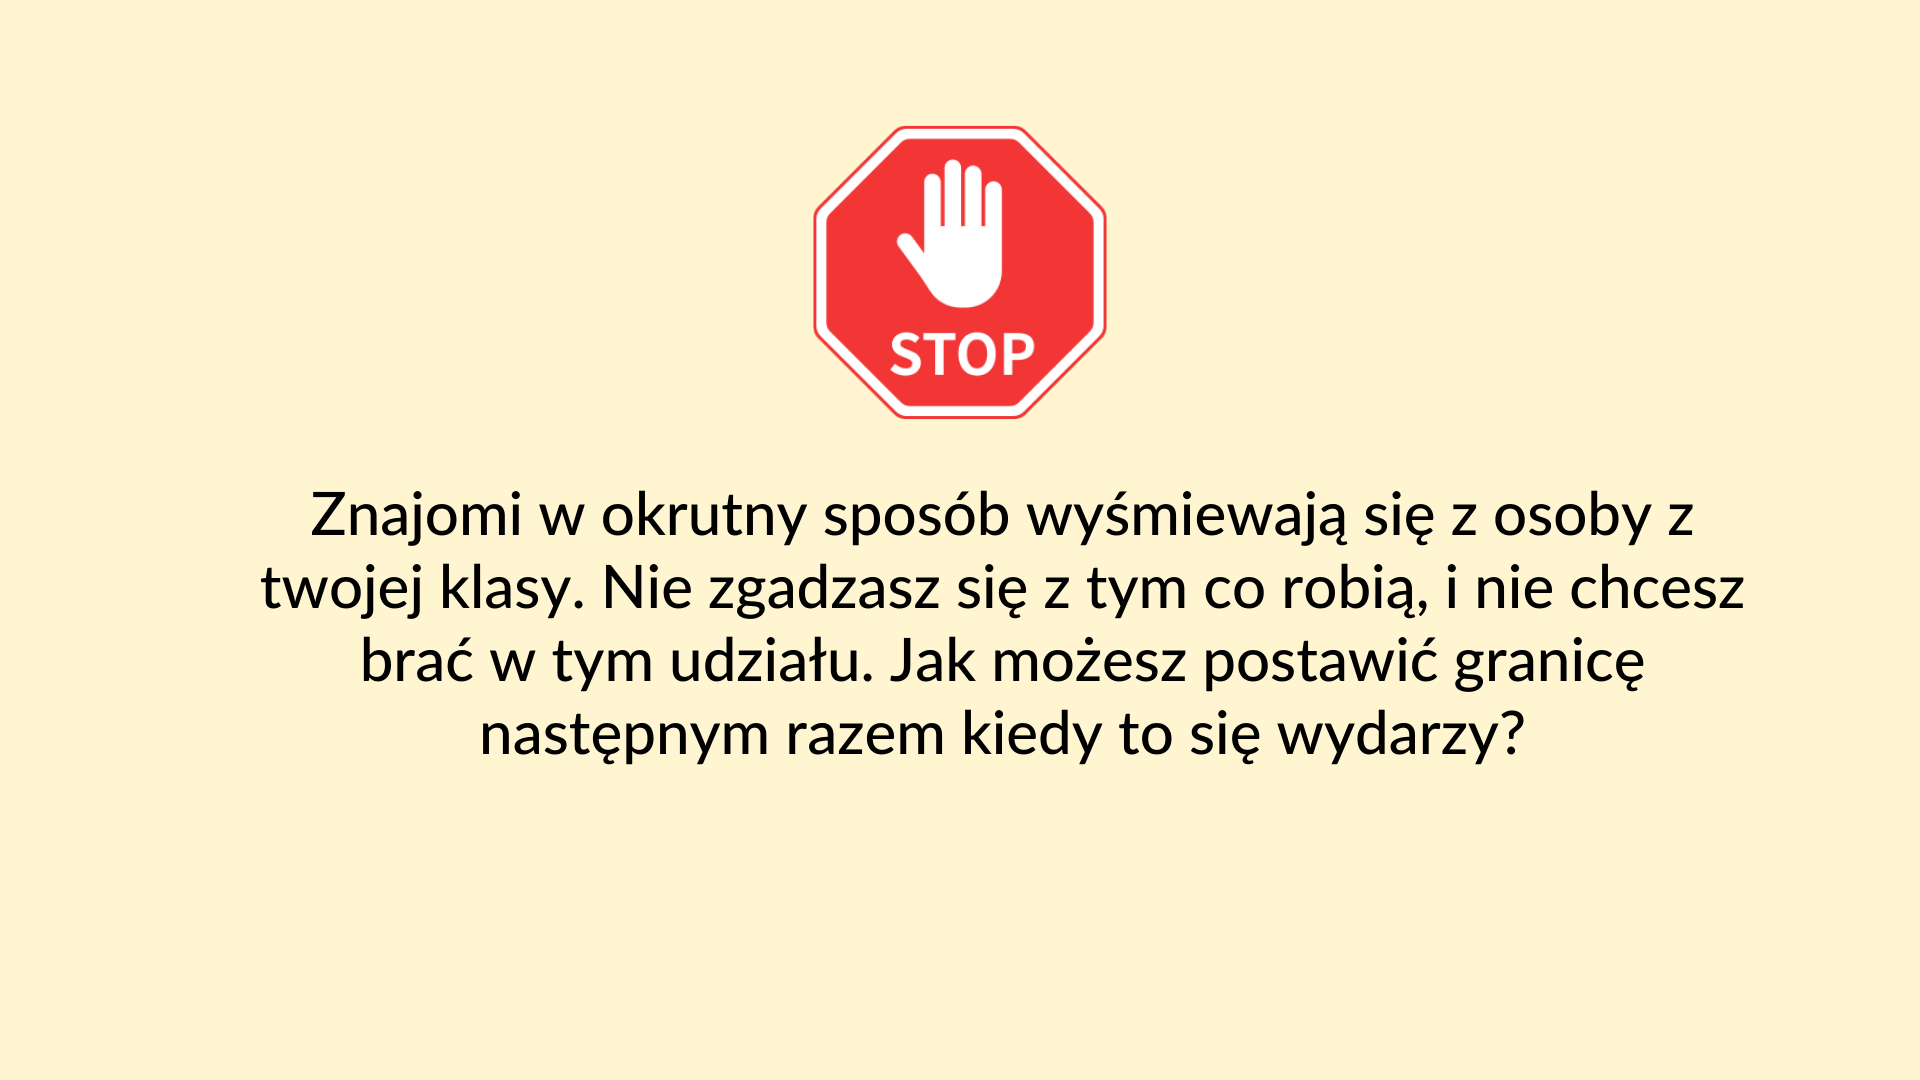 STOP
Znajomi w okrutny sposób wyśmiewają się z osoby z
twojej klasy. Nie zgadzasz się z tym co robią, i nie chcesz
brać w tym udziału. Jak możesz postawić granicę
następnym razem kiedy to się wydarzy?